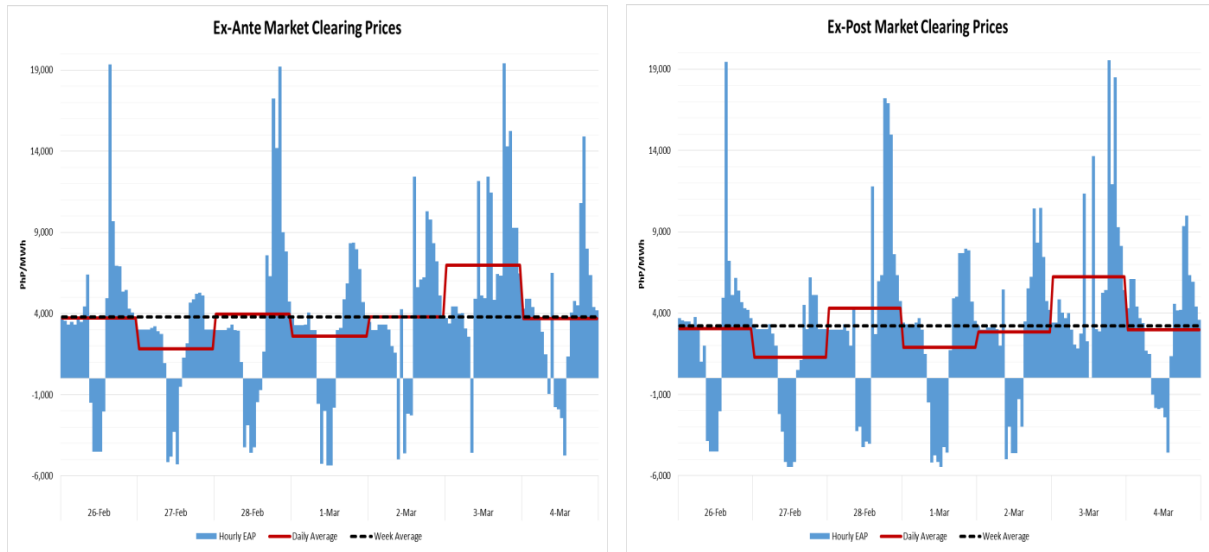 Ex-Ante Market Clearing Prices
PhP/MWh
19,000
14,000
9,000
4,000
-1,000
-6,000
26-Feb 27-Feb 28-Feb 1-Mar 2-Mar 3-Mar 4-Mar
Hourly EAP Daily Average Week Average
Ex-Post Market Clearing Prices
PhP/MWh
19,000
14,000
9,000
4,000
-1,000
-6,000
26-Feb 27-Feb 28-Feb 1-Mar 2-Mar 3-Mar 4-Mar
Hourly EAP Daily Average Week Average